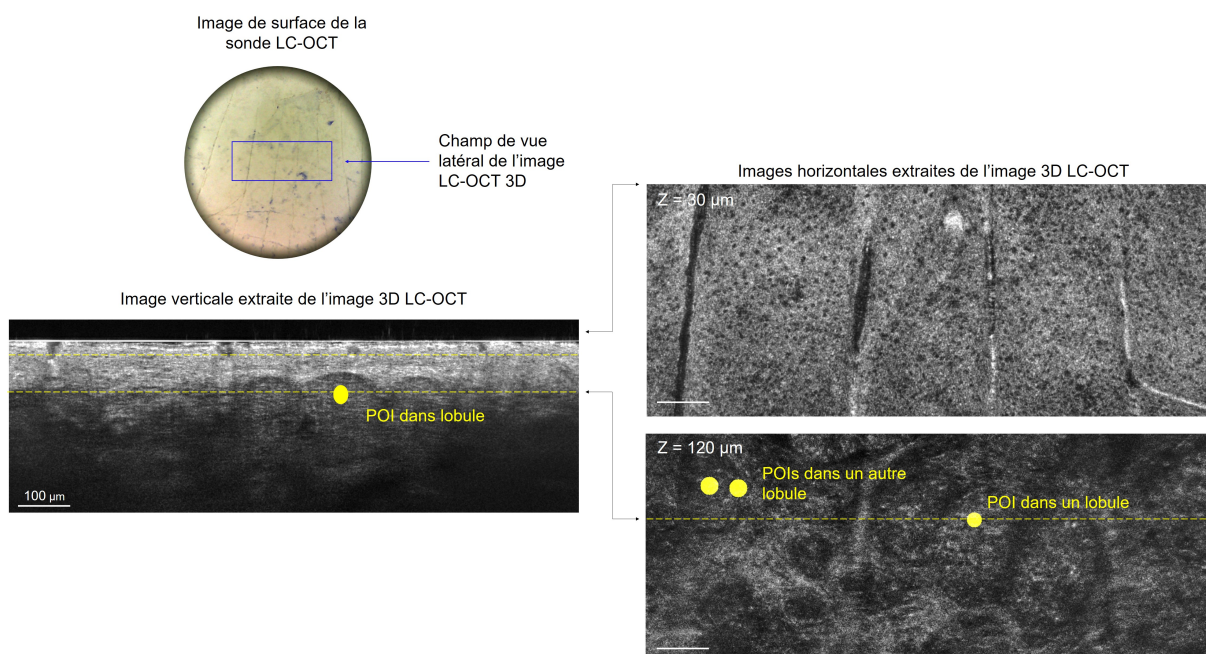 Image de surface de la
sonde LC-OCT
Champ de vue
latéral de l'image
LC-OCT 3D
Image verticale extraite de l'image 3D LC-OCT
POI dans lobule
100 µm
Images horizontales extraites de l'image 3D LC-OCT
Z = 30 µm
Z = 120 µm
POIs dans un autre
lobule
POI dans un lobule